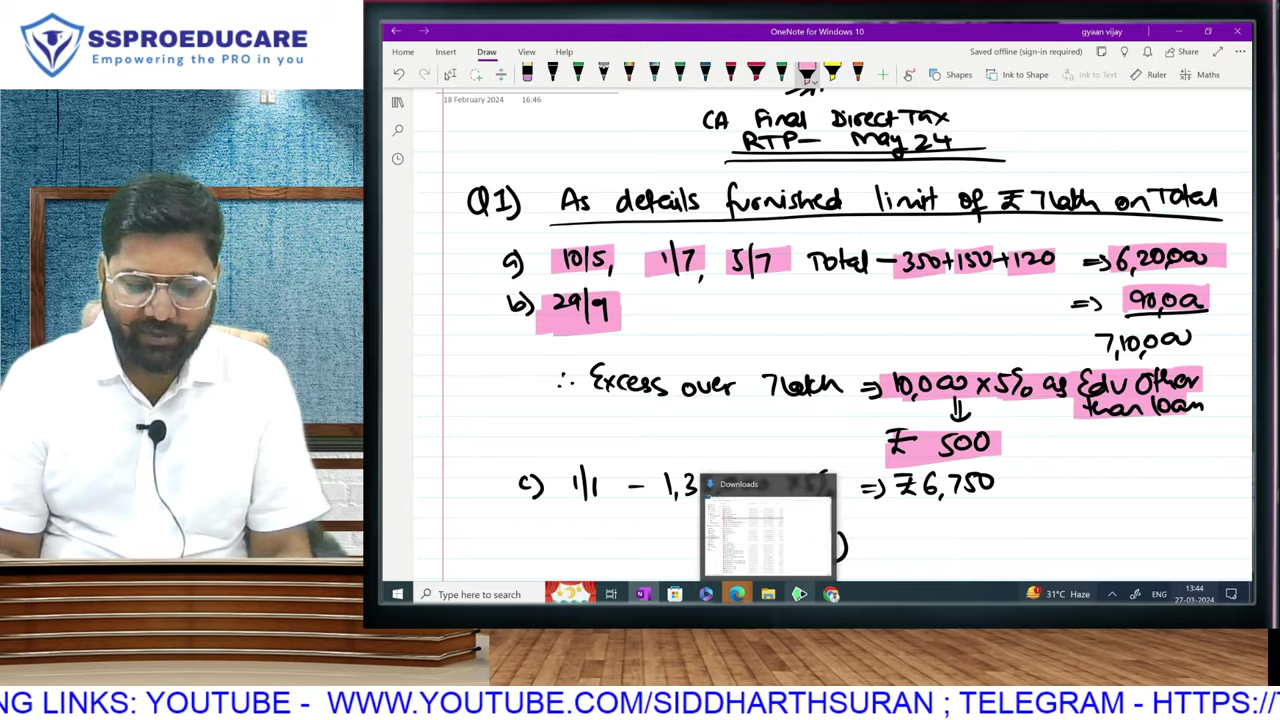 SSPROEDUCARE
Empowering the PRO in you
OneNote for Windows 10
gyaan vijay
Home Insert Draw View Help
Saved offline (sign-in required)
Share
Shapes
Ink to Shape
Ink to Text
Ruler
Maths
18 February 2024 16:46
CA Final Direct Tax
RTP - May 24
Q1) As details furnished limit of ₹ 7 lakh on Total
a) 10/5, 1/7, 5/7 Total - 350+150+120 => 6,20,000
b) 29/9 => 90,00
7,10,000
∴ Excess over 7 lakh => 10,000 x 5% as Edu Other
than loan
₹ 500
c) 1/1 - 1,3 => ₹ 6,750
Downloads
Type here to search
31°C Haze
ENG
13:44
27-03-2024
NG LINKS: YOUTUBE - WWW.YOUTUBE.COM/SIDDHARTHSURAN ; TELEGRAM - HTTPS://